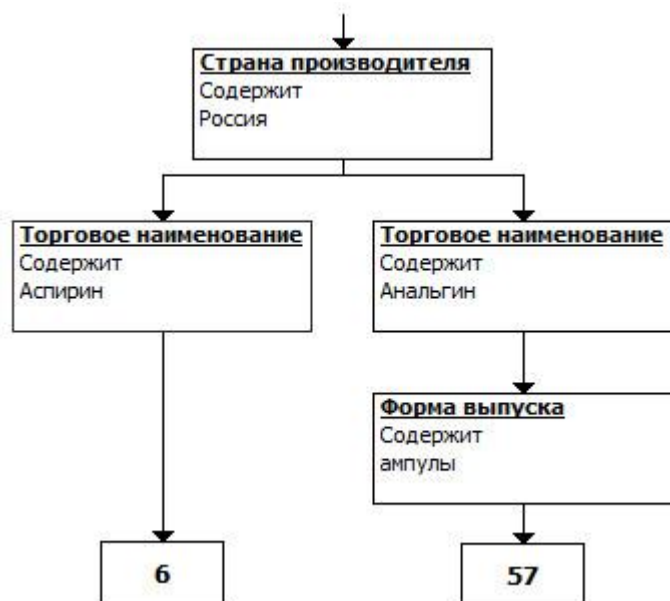 Страна производителя
Содержит
Россия
Торговое наименование
Содержит
Аспирин
Торговое наименование
Содержит
Анальгин
Форма выпуска
Содержит
ампулы
6
57